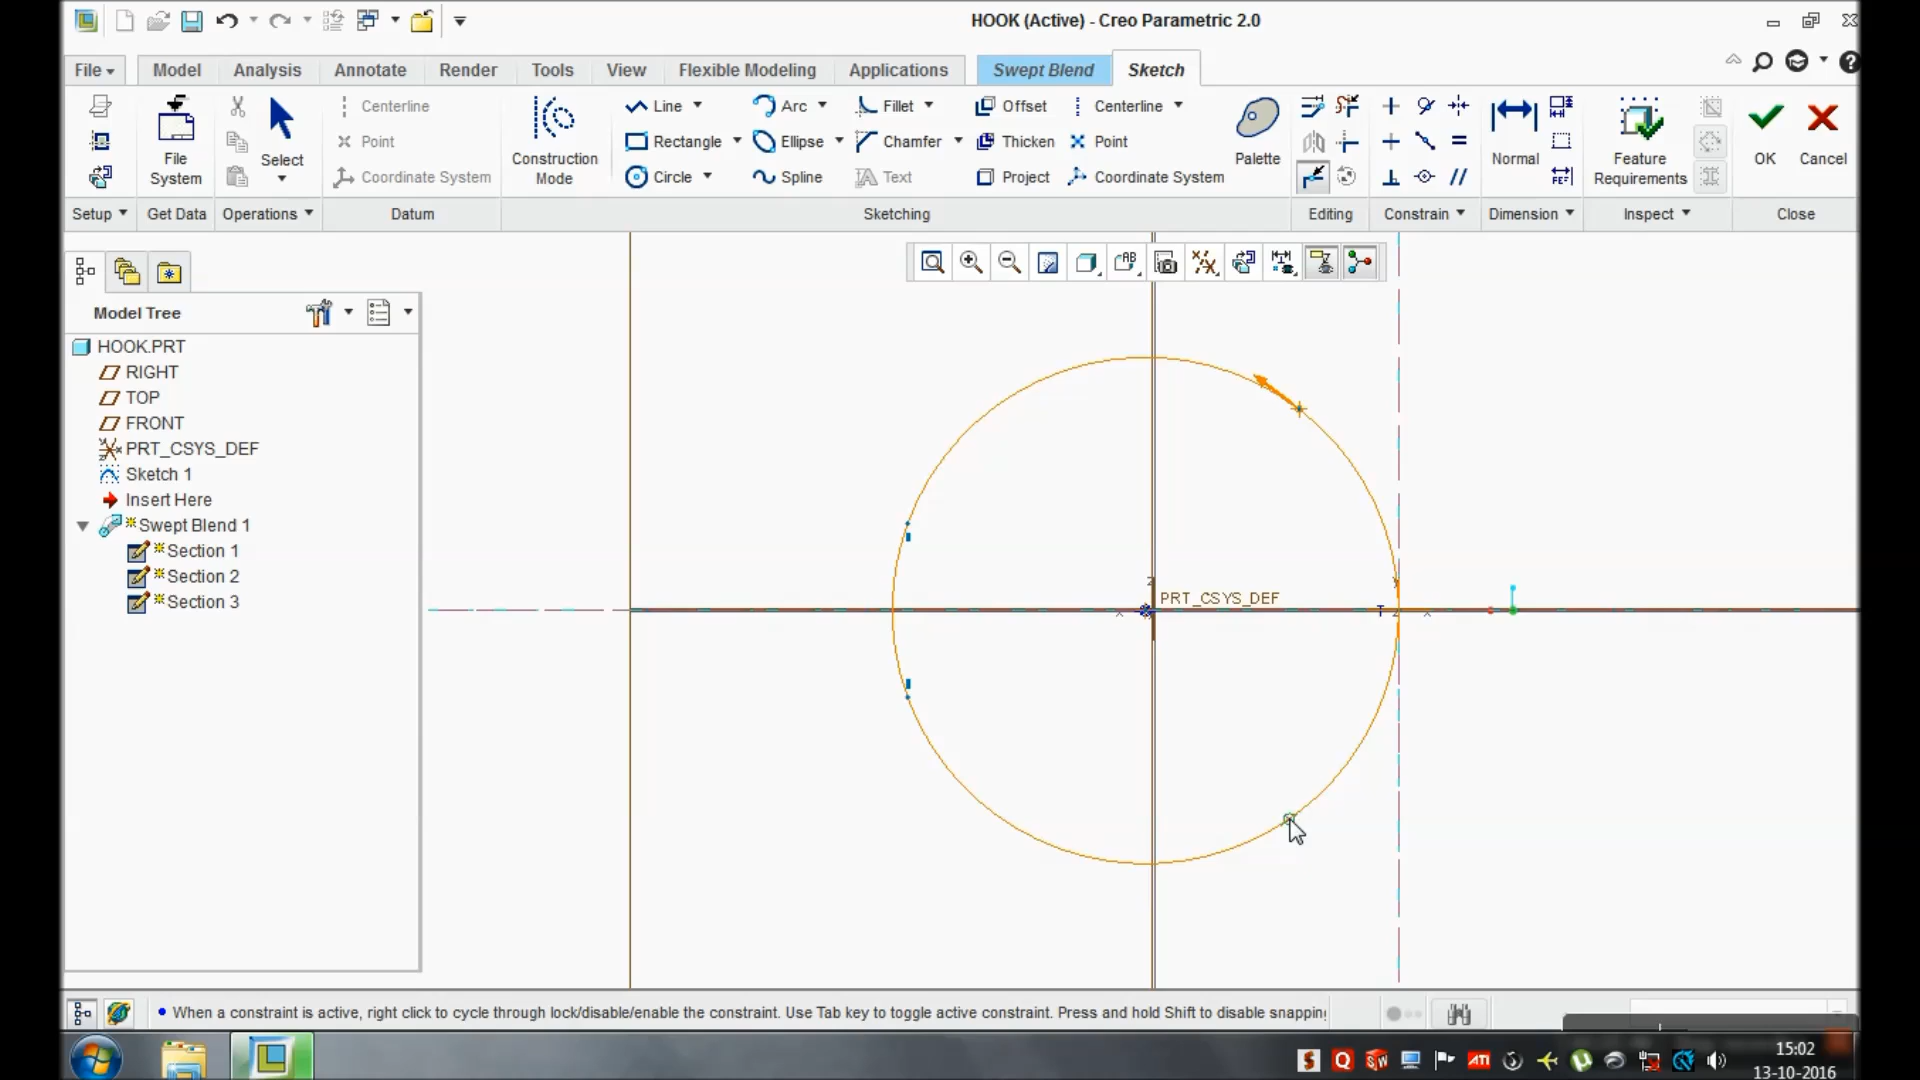 HOOK (Active) - Creo Parametric 2.0
File Model Analysis Annotate Render Tools View Flexible Modeling Applications Swept Blend Sketch
Centerline Line Arc Fillet Offset Centerline
Point Rectangle Ellipse Chamfer Thicken Point
File System Select Construction Mode Palette Normal Feature Requirements OK Cancel
Coordinate System Circle Spline Text Project Coordinate System
Setup Get Data Operations Datum Sketching Editing Constrain Dimension Inspect Close
Model Tree
HOOK.PRT
RIGHT
TOP
FRONT
PRT_CSYS_DEF
Sketch 1
Insert Here
Swept Blend 1
Section 1
Section 2
Section 3
PRT_CSYS_DEF
When a constraint is active, right click to cycle through lock/disable/enable the constraint. Use Tab key to toggle active constraint. Press and hold Shift to disable snapping
15:02
13-10-2016